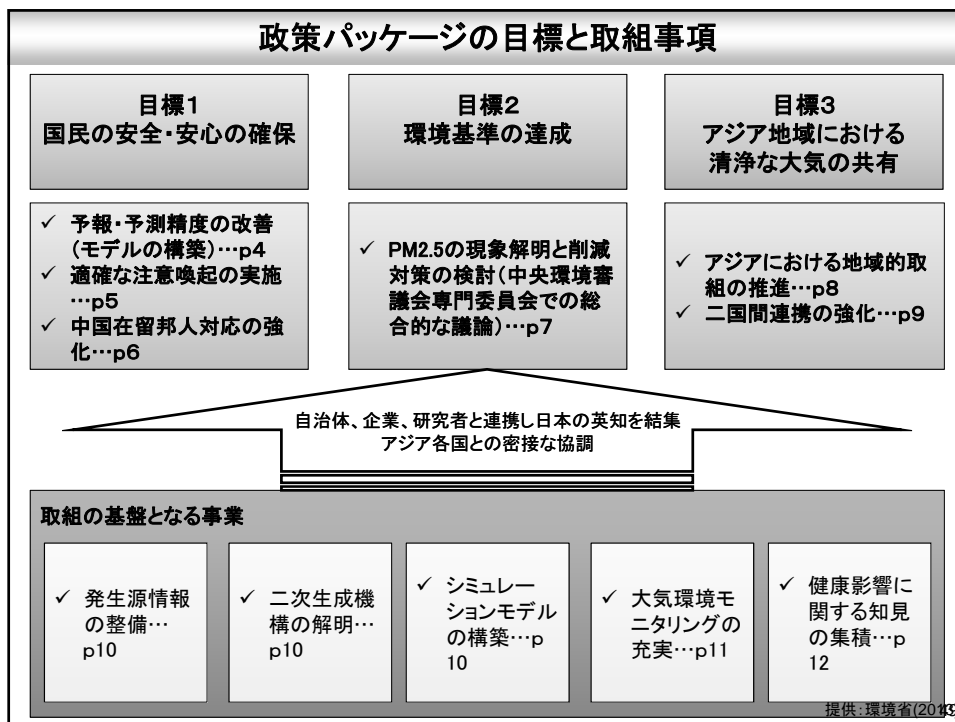 政策パッケージの目標と取組事項
目標1
国民の安全・安心の確保
目標2
環境基準の達成
目標3
アジア地域における
清浄な大気の共有
✓ 予報・予測精度の改善
(モデルの構築)…p4
✓ 適確な注意喚起の実施
…p5
✓ 中国在留邦人対応の強
化…p6
✓ PM2.5の現象解明と削減
対策の検討(中央環境審
議会専門委員会での総
合的な議論)…p7
✓ アジアにおける地域的取
組の推進…p8
✓ 二国間連携の強化…p9
自治体、企業、研究者と連携し日本の英知を結集
アジア各国との密接な協調
取組の基盤となる事業
✓ 発生源情報
の整備…
p10
✓ 二次生成機
構の解明…
p10
✓ シミュレー
ションモデル
の構築…p
10
✓ 大気環境モ
ニタリングの
充実…p11
✓ 健康影響に
関する知見
の集積…p
12
提供:環境省(201